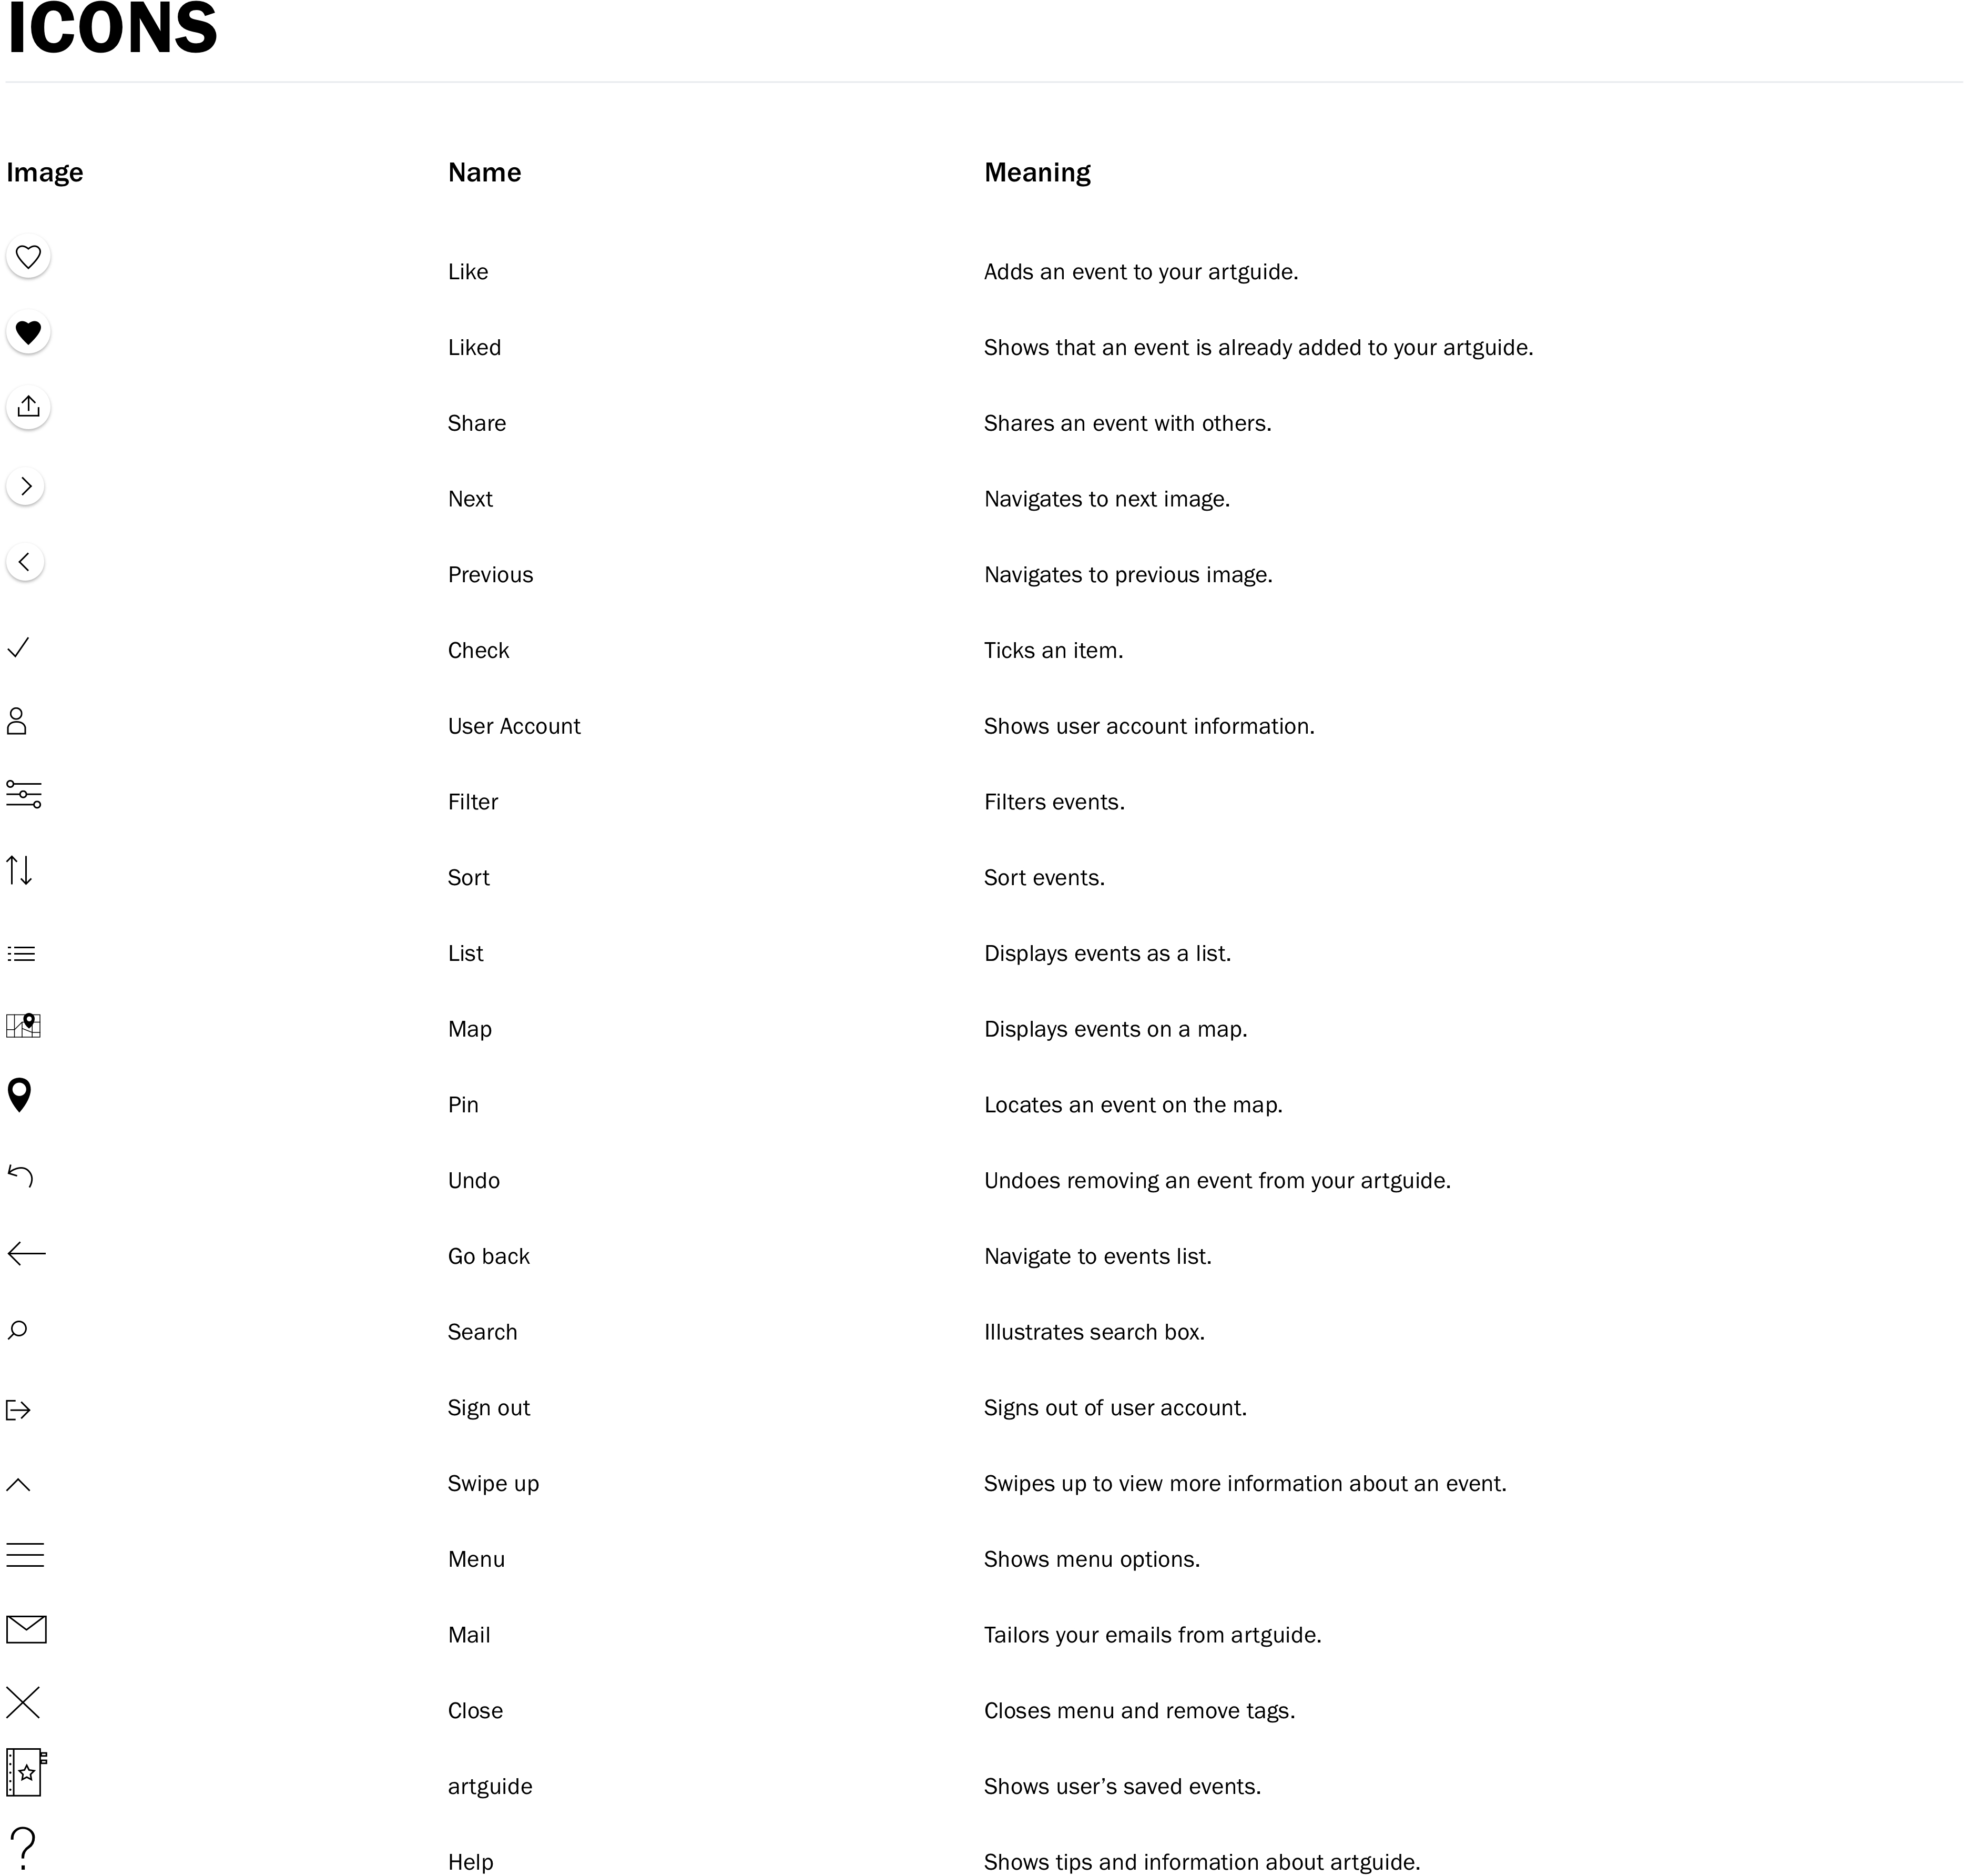 ICONS
Image Name Meaning
Like Adds an event to your artguide.
Liked Shows that an event is already added to your artguide.
Share Shares an event with others.
Next Navigates to next image.
Previous Navigates to previous image.
Check Ticks an item.
User Account Shows user account information.
Filter Filters events.
Sort Sort events.
List Displays events as a list.
Map Displays events on a map.
Pin Locates an event on the map.
Undo Undoes removing an event from your artguide.
Go back Navigate to events list.
Search Illustrates search box.
Sign out Signs out of user account.
Swipe up Swipes up to view more information about an event.
Menu Shows menu options.
Mail Tailors your emails from artguide.
Close Closes menu and remove tags.
artguide Shows user’s saved events.
? Help Shows tips and information about artguide.